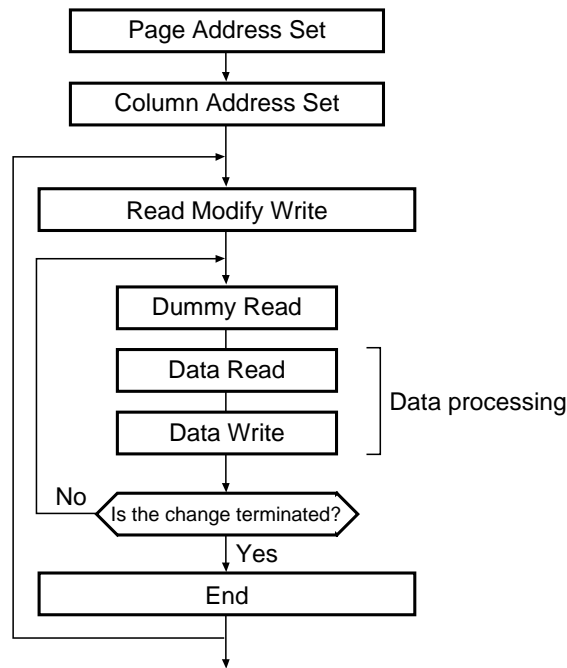 Page Address Set
Column Address Set
Read Modify Write
Dummy Read
Data Read
Data processing
Data Write
No
Is the change terminated?
Yes
End